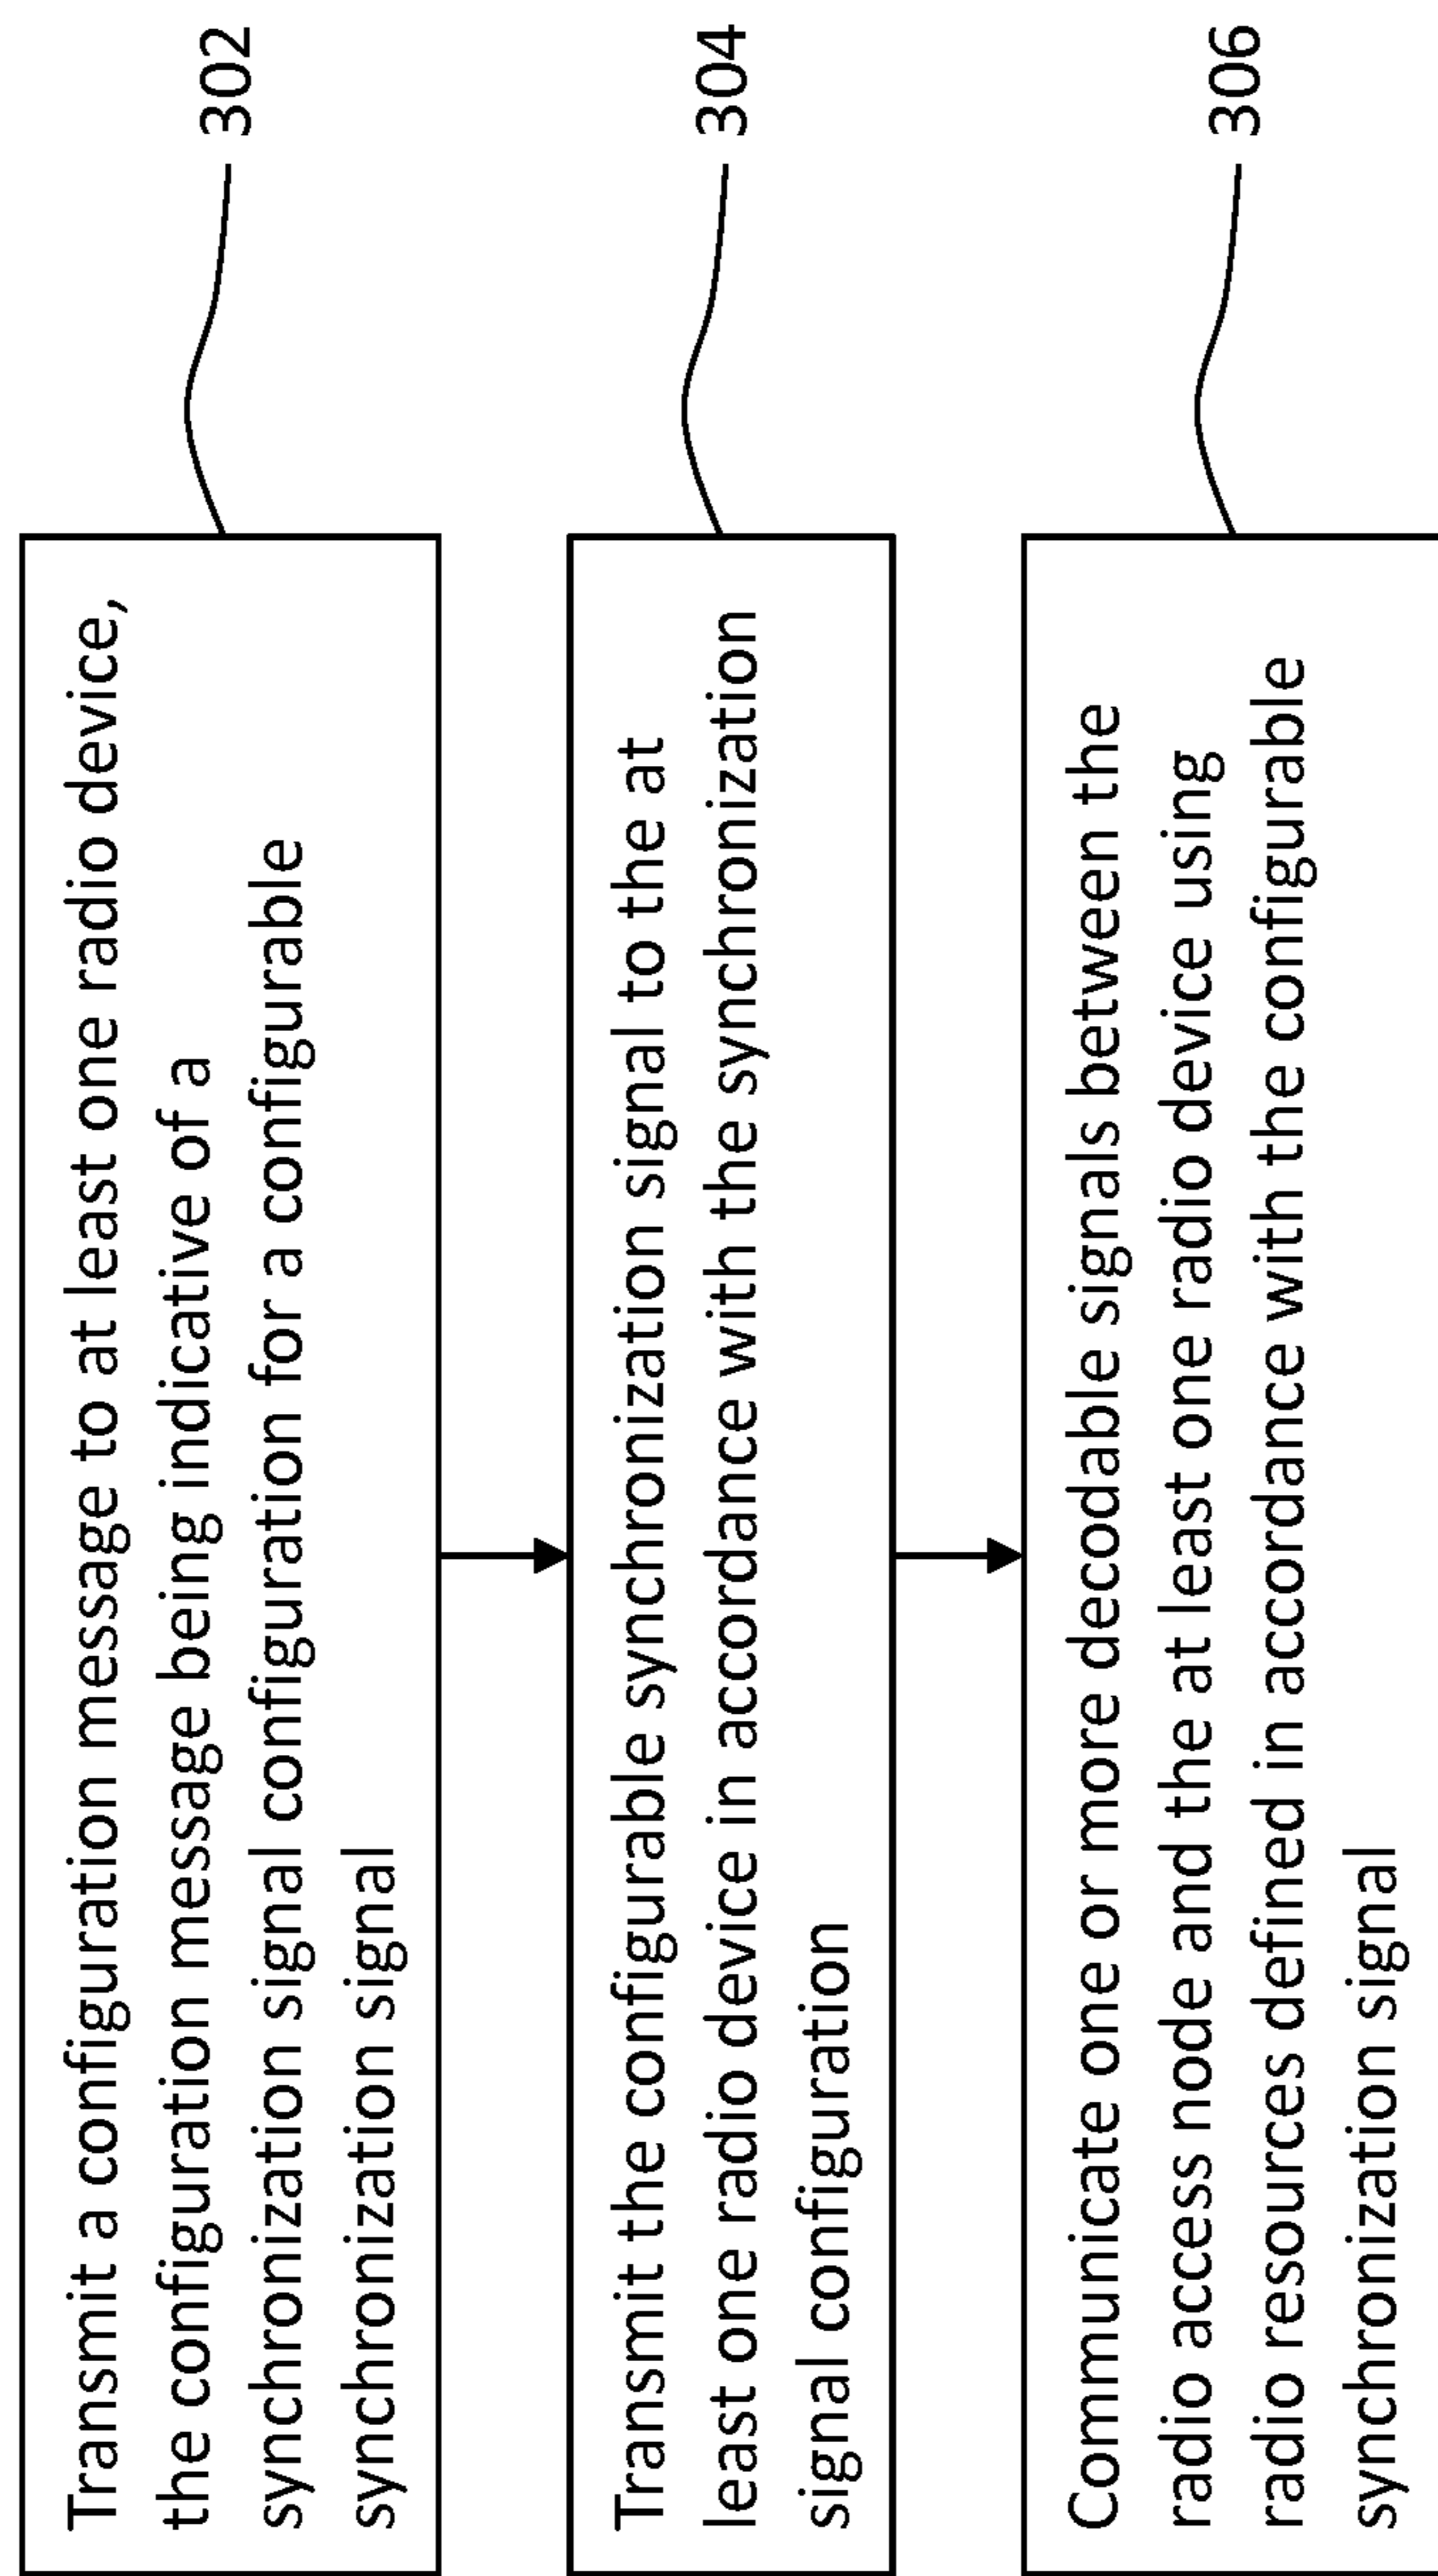 Transmit a configuration message to at least one radio device,
the configuration message being indicative of a
synchronization signal configuration for a configurable
synchronization signal
302
Transmit the configurable synchronization signal to the at
least one radio device in accordance with the synchronization
signal configuration
304
Communicate one or more decodable signals between the
radio access node and the at least one radio device using
radio resources defined in accordance with the configurable
synchronization signal
306